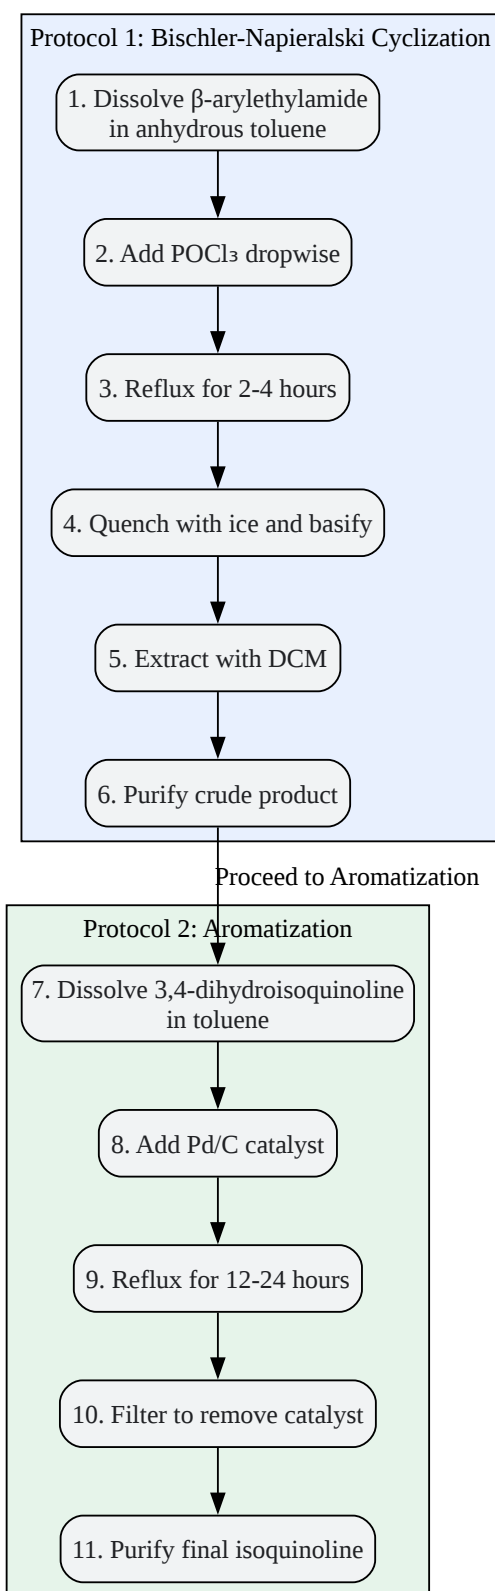 Protocol 1: Bischler-Napieralski Cyclization
1. Dissolve β-arylethylamide
in anhydrous toluene
2. Add POCl₃ dropwise
3. Reflux for 2-4 hours
4. Quench with ice and basify
5. Extract with DCM
6. Purify crude product
Proceed to Aromatization
Protocol 2: Aromatization
7. Dissolve 3,4-dihydroisoquinoline
in toluene
8. Add Pd/C catalyst
9. Reflux for 12-24 hours
10. Filter to remove catalyst
11. Purify final isoquinoline